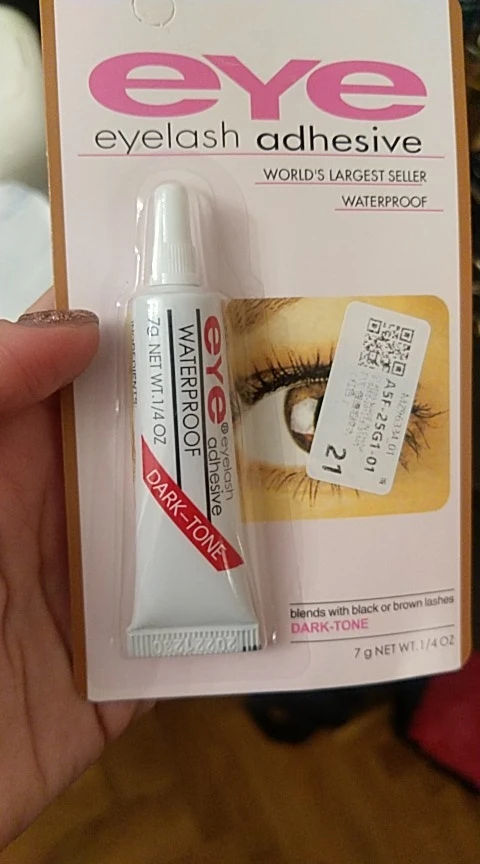 eye
eyelash adhesive
WORLD'S LARGEST SELLER
WATERPROOF
eye® eyelash adhesive
WATERPROOF
7g NET WT.1/4 OZ
DARK-TONE
A5F-25G1-01
21
blends with black or brown lashes
DARK-TONE
7 g NET WT.1/4 OZ